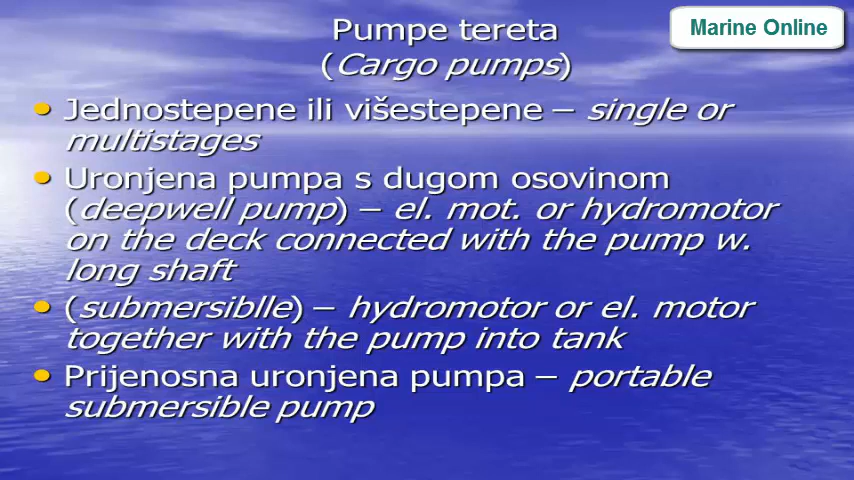 Pumpe tereta
Marine Online
(Cargo pumps)
Jednostepene ili višestepene – single or
multistages
Uronjena pumpa s dugom osovinom
(deepwell pump) – el. mot. or hydromotor
on the deck connected with the pump w.
long shaft
(submersiblle) – hydromotor or el. motor
together with the pump into tank
Prijenosna uronjena pumpa – portable
submersible pump